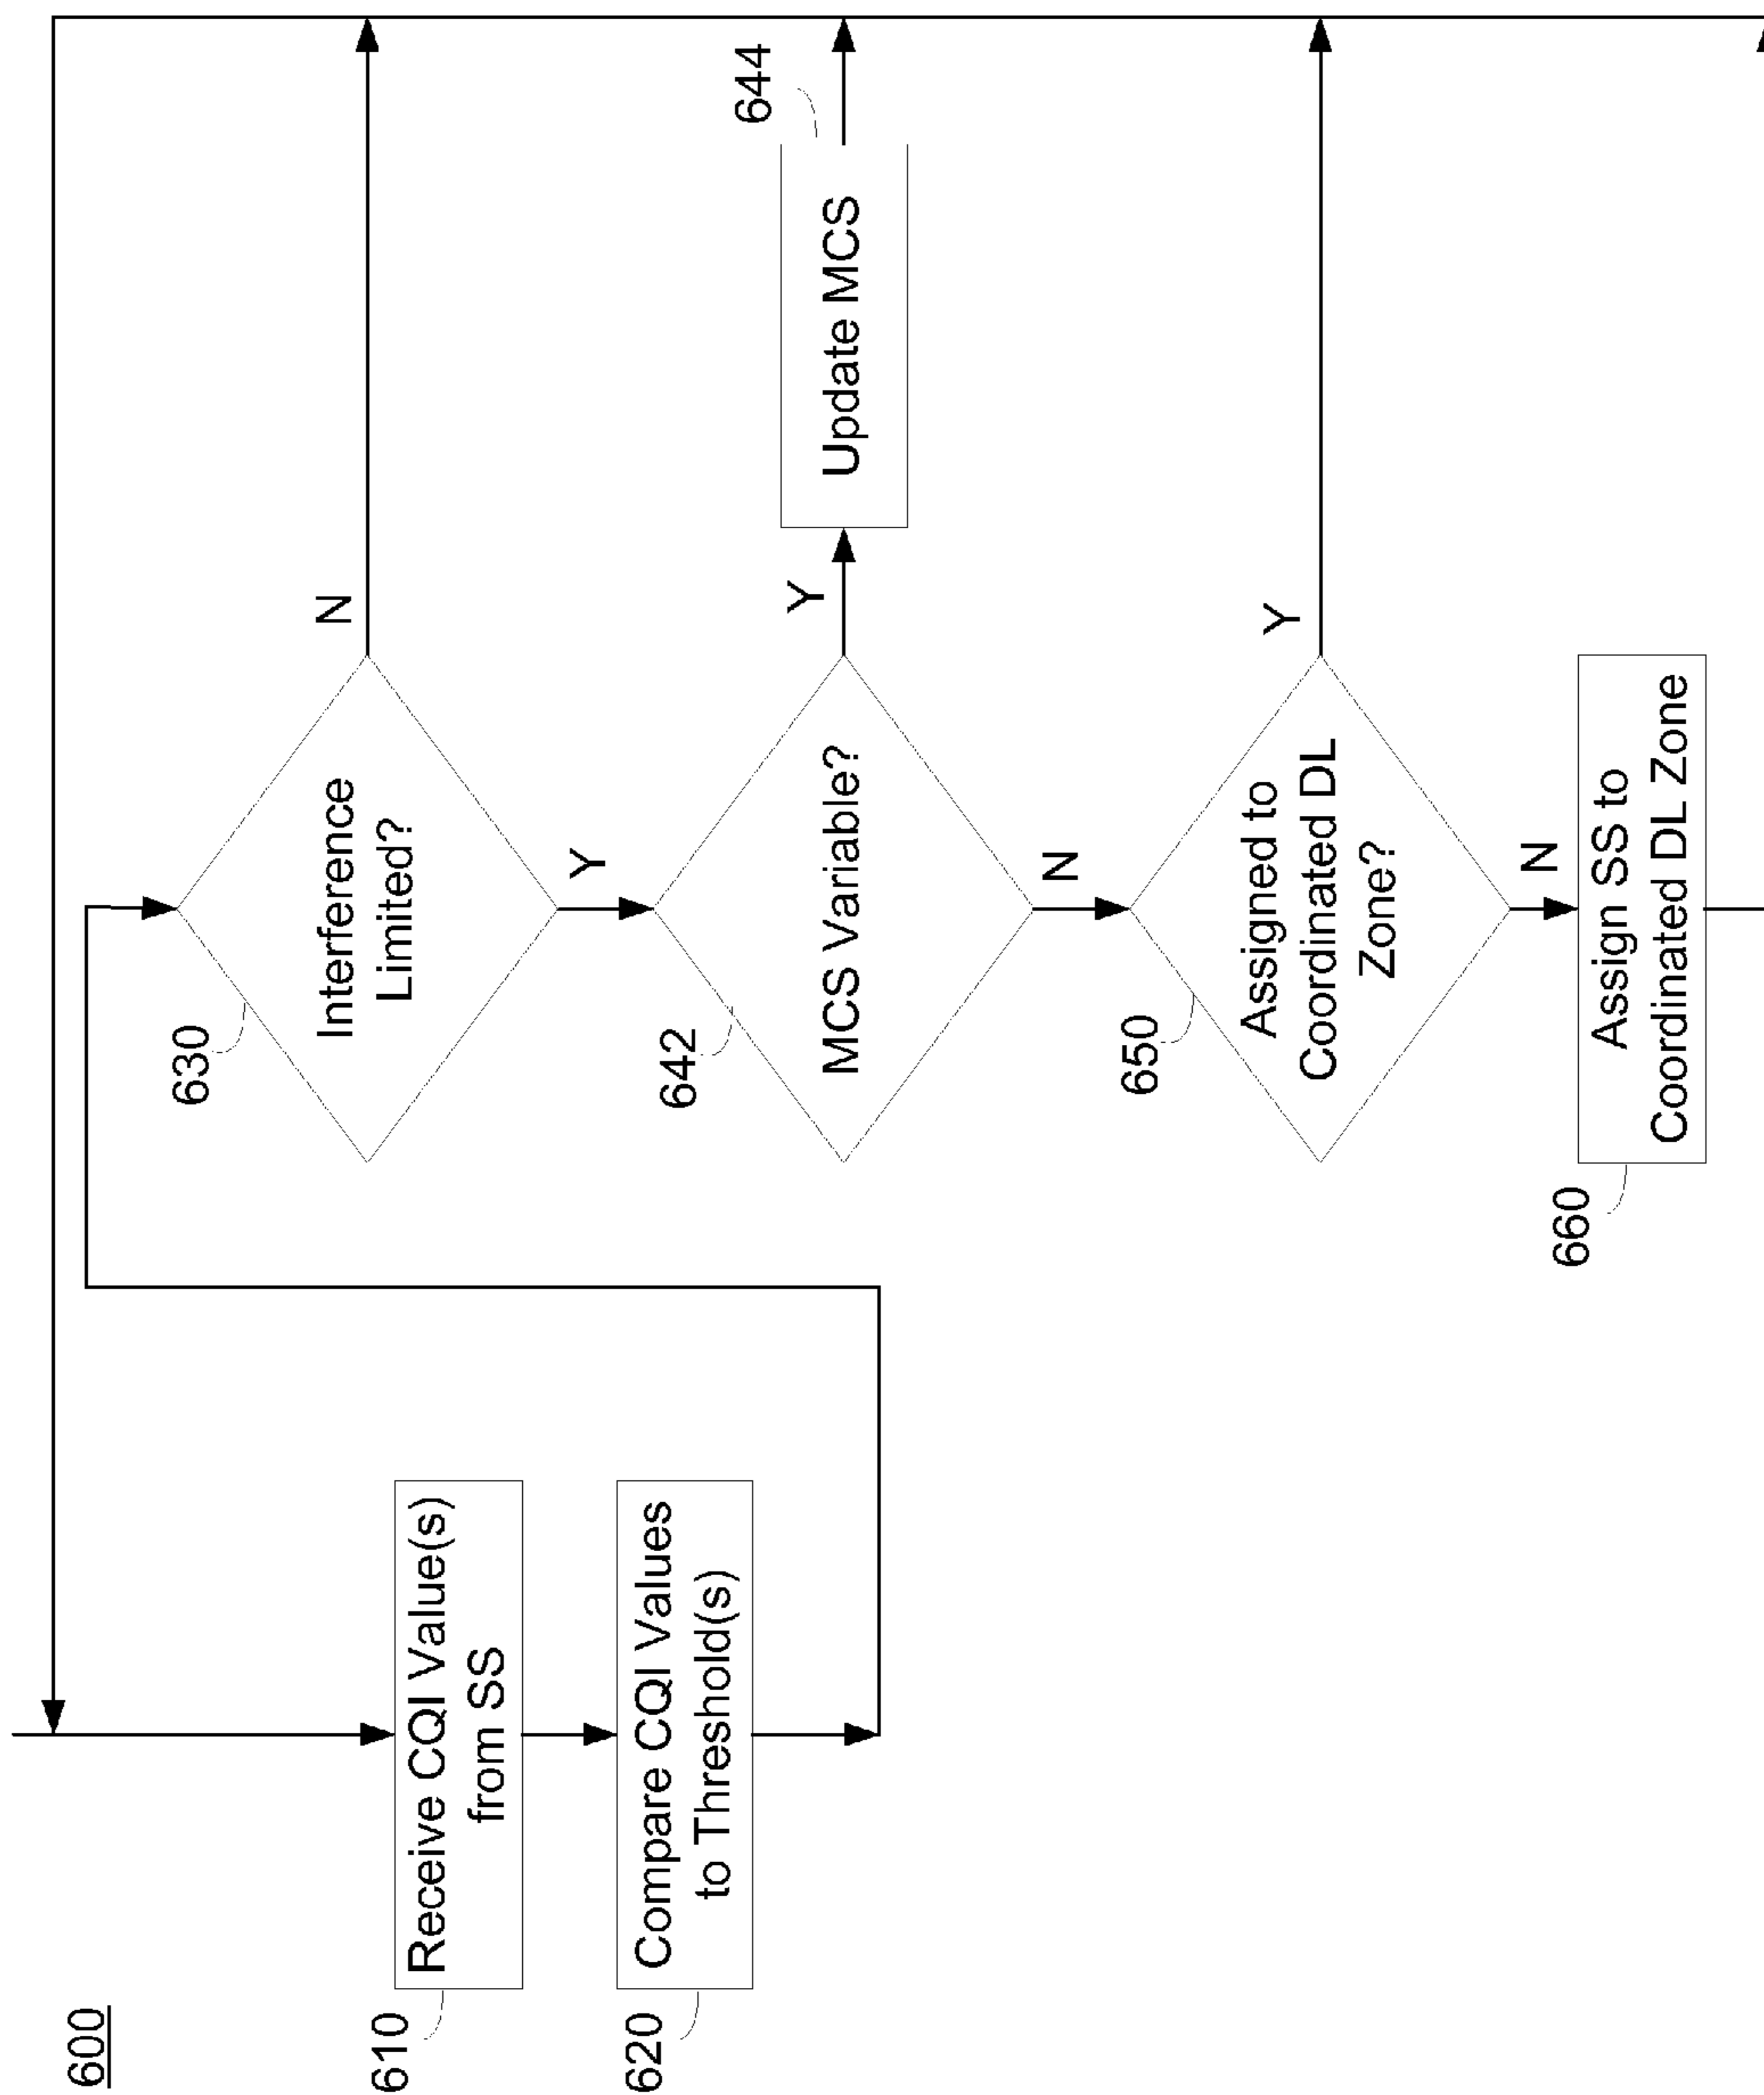 600
610
Receive CQI Value(s)
from SS
620
Compare CQI Values
to Threshold(s)
630
Interference
Limited?
N
Y
642
MCS Variable?
Y
644
Update MCS
N
650
Assigned to
Coordinated DL
Zone?
Y
N
660
Assign SS to
Coordinated DL Zone